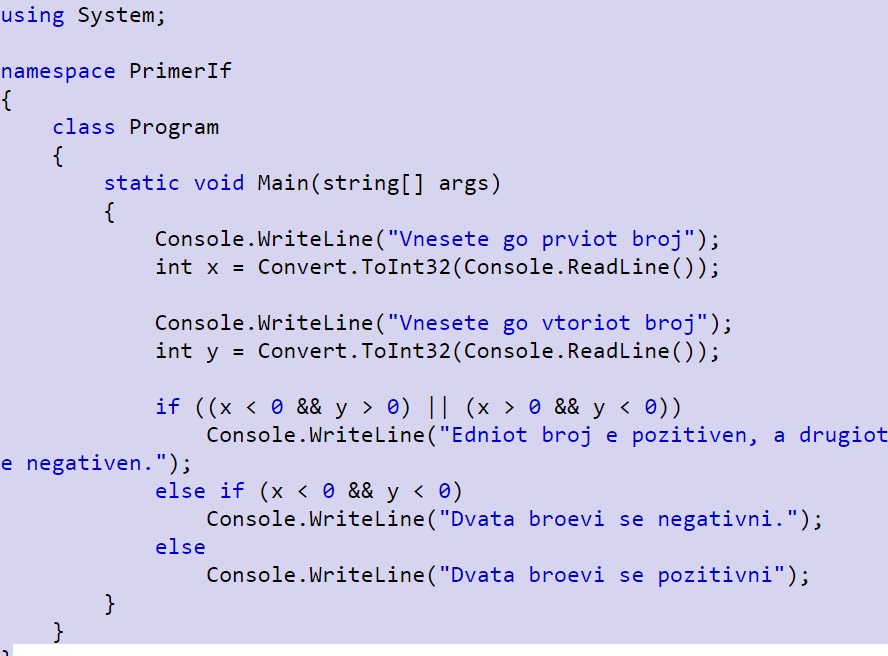 using System;

namespace PrimerIf
{
    class Program
    {
        static void Main(string[] args)
        {
            Console.WriteLine("Vnesete go prviot broj");
            int x = Convert.ToInt32(Console.ReadLine());

            Console.WriteLine("Vnesete go vtoriot broj");
            int y = Convert.ToInt32(Console.ReadLine());

            if ((x < 0 && y > 0) || (x > 0 && y < 0))
                Console.WriteLine("Edniot broj e pozitiven, a drugiot
e negativen.");
            else if (x < 0 && y < 0)
                Console.WriteLine("Dvata broevi se negativni.");
            else
                Console.WriteLine("Dvata broevi se pozitivni");
        }
    }
}